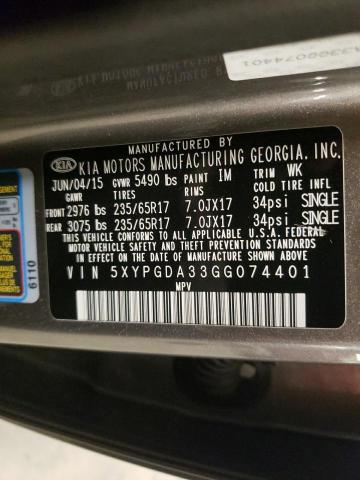 MANUFACTURED BY
KIA KIA MOTORS MANUFACTURING GEORGIA, INC.
JUN/04/15 GVWR 5490 lbs PAINT IM TRIM WK
GAWR TIRES RIMS COLD TIRE INFL
FRONT 2976 lbs 235/65R17 7.0JX17 34psi SINGLE
REAR 3075 lbs 235/65R17 7.0JX17 34psi SINGLE
THIS VEHICLE CONFORMS TO ALL APPLICABLE U.S.A. FEDERAL
MOTOR VEHICLE SAFETY, BUMPER, AND THEFT PREVENTION
STANDARDS IN EFFECT ON THE DATE OF MANUFACTURE SHOWN ABOVE.
VIN 5XYPGDA33GG074401
MPV
6110